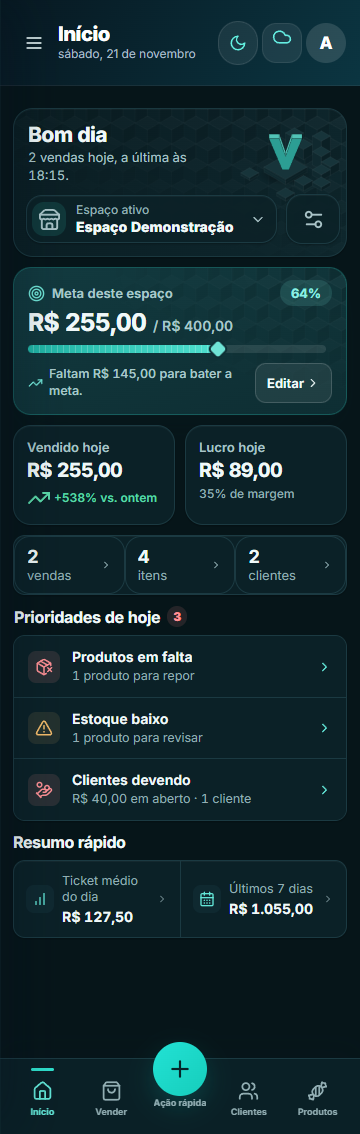 Início
sábado, 21 de novembro
A
Bom dia
2 vendas hoje, a última às
18:15.
V
Espaço ativo
Espaço Demonstração
Meta deste espaço
64%
R$ 255,00 / R$ 400,00
Faltam R$ 145,00 para bater a
meta.
Editar
Vendido hoje
R$ 255,00
+538% vs. ontem
Lucro hoje
R$ 89,00
35% de margem
2
vendas
4
itens
2
clientes
Prioridades de hoje 3
Produtos em falta
1 produto para repor
Estoque baixo
1 produto para revisar
Clientes devendo
R$ 40,00 em aberto · 1 cliente
Resumo rápido
Ticket médio
do dia
R$ 127,50
Últimos 7 dias
R$ 1.055,00
Início
Vender
Ação rápida
Clientes
Produtos